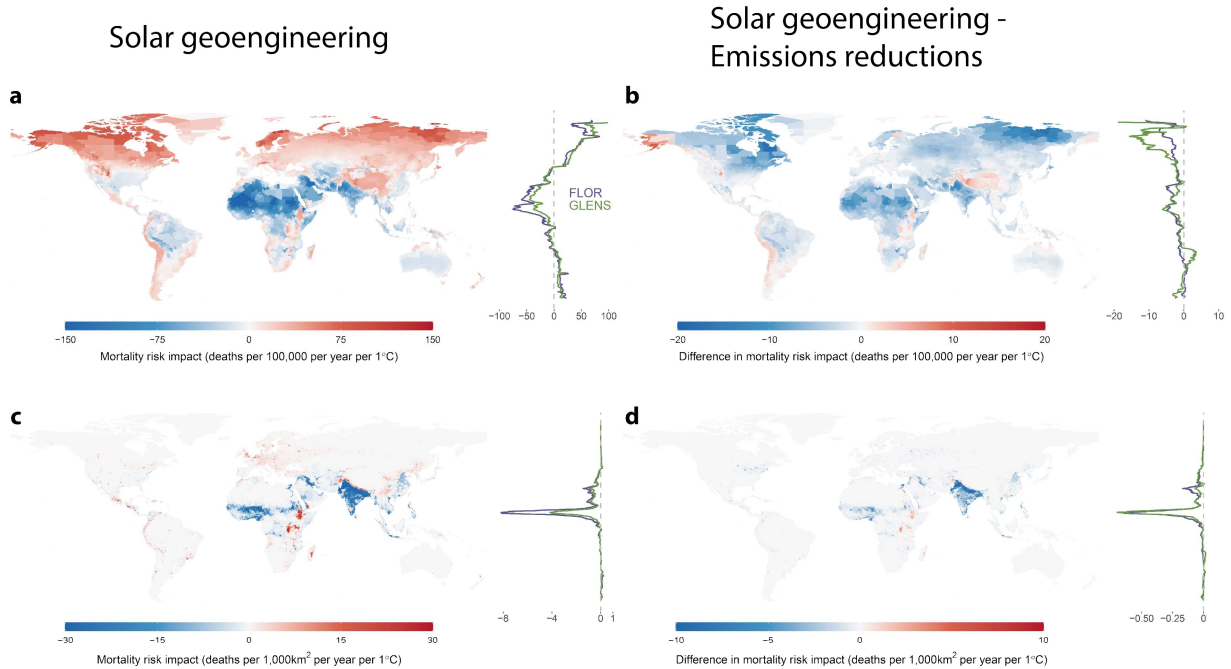 Solar geoengineering
Solar geoengineering -
Emissions reductions
a
FLOR
GLENS
−100 −50 0 50 100
−150 −75 0 75 150
Mortality risk impact (deaths per 100,000 per year per 1°C)
b
−20 −10 0 10
−20 −10 0 10 20
Difference in mortality risk impact (deaths per 100,000 per year per 1°C)
c
−8 −4 0 1
−30 −15 0 15 30
Mortality risk impact (deaths per 1,000km² per year per 1°C)
d
−0.50 −0.25 0
−10 −5 0 5 10
Difference in mortality risk impact (deaths per 1,000km² per year per 1°C)